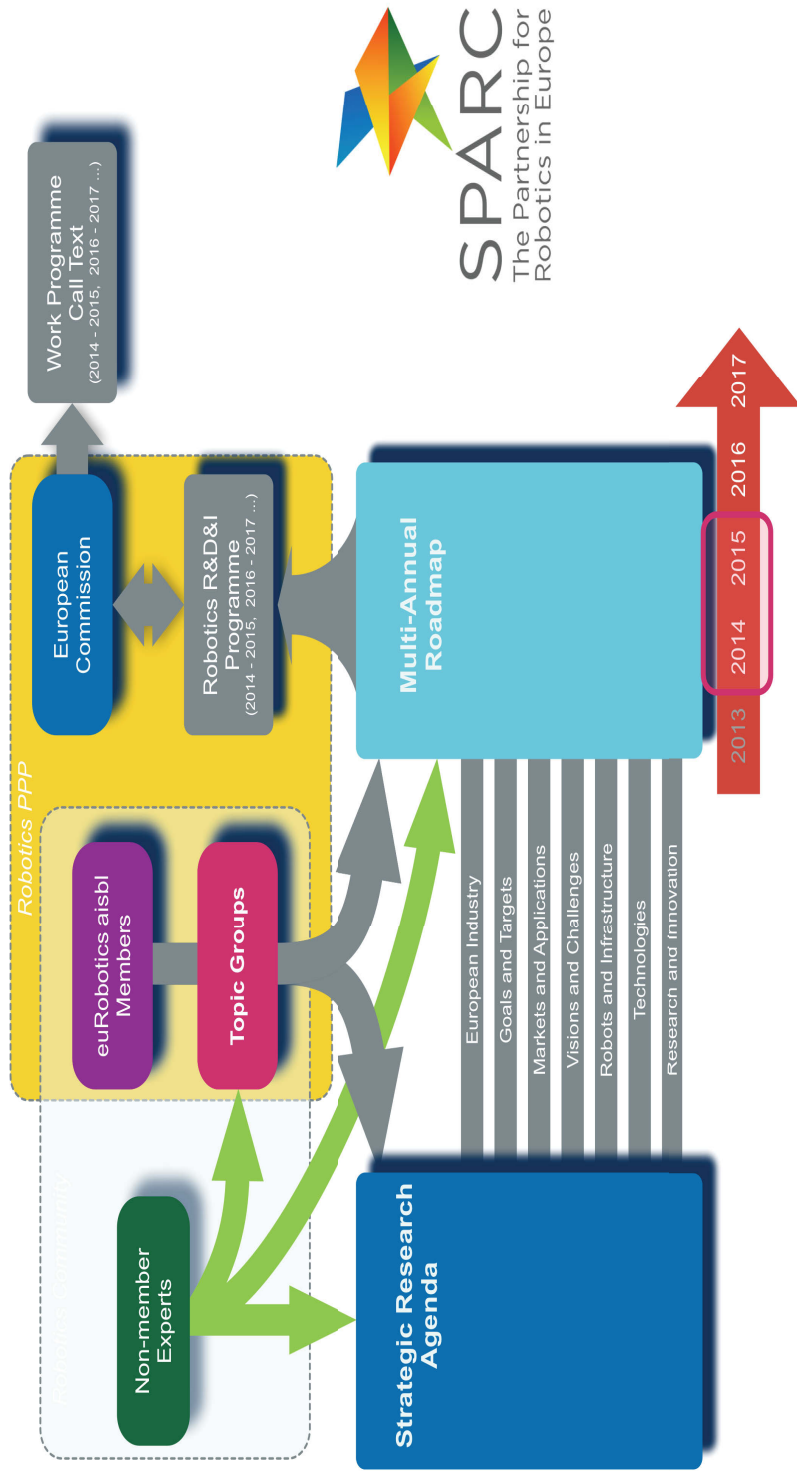 Robotics PPP
European
Commission
Work Programme
Call Text
(2014 - 2015, 2016 - 2017 ...)
euRobotics aisbl
Members
Robotics R&D&I
Programme
(2014 - 2015, 2016 - 2017 ...)
Topic Groups
Non-member
Experts
Robotics Community
Strategic Research
Agenda
European Industry
Goals and Targets
Markets and Applications
Visions and Challenges
Robots and Infrastructure
Technologies
Research and Innovation
Multi-Annual
Roadmap
2013 2014 2015 2016 2017
SPARC
The Partnership for
Robotics in Europe